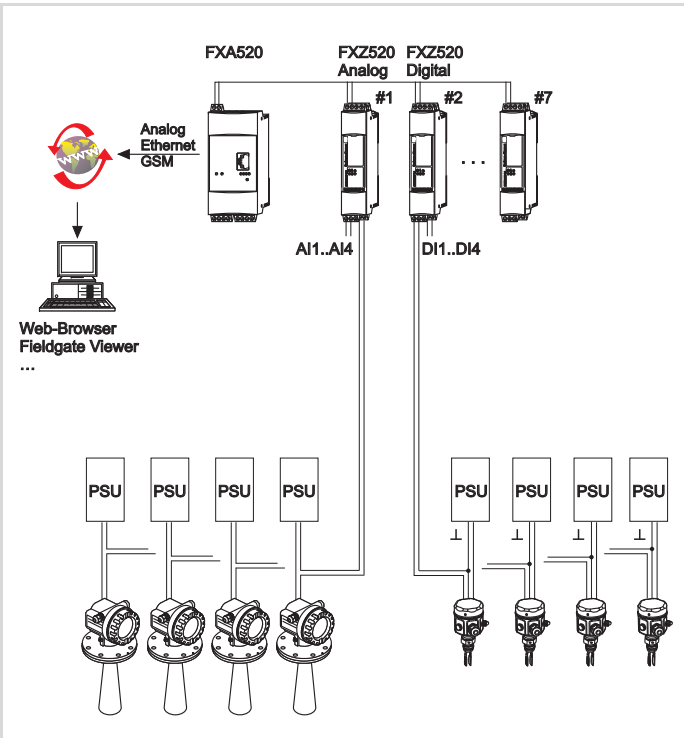 FXA520
FXZ520
Analog
FXZ520
Digital
#1
#2
#7
Analog
Ethernet
GSM
WWW
. . .
AI1..AI4
DI1..DI4
Web-Browser
Fieldgate Viewer
...
PSU
PSU
PSU
PSU
PSU
PSU
PSU
PSU